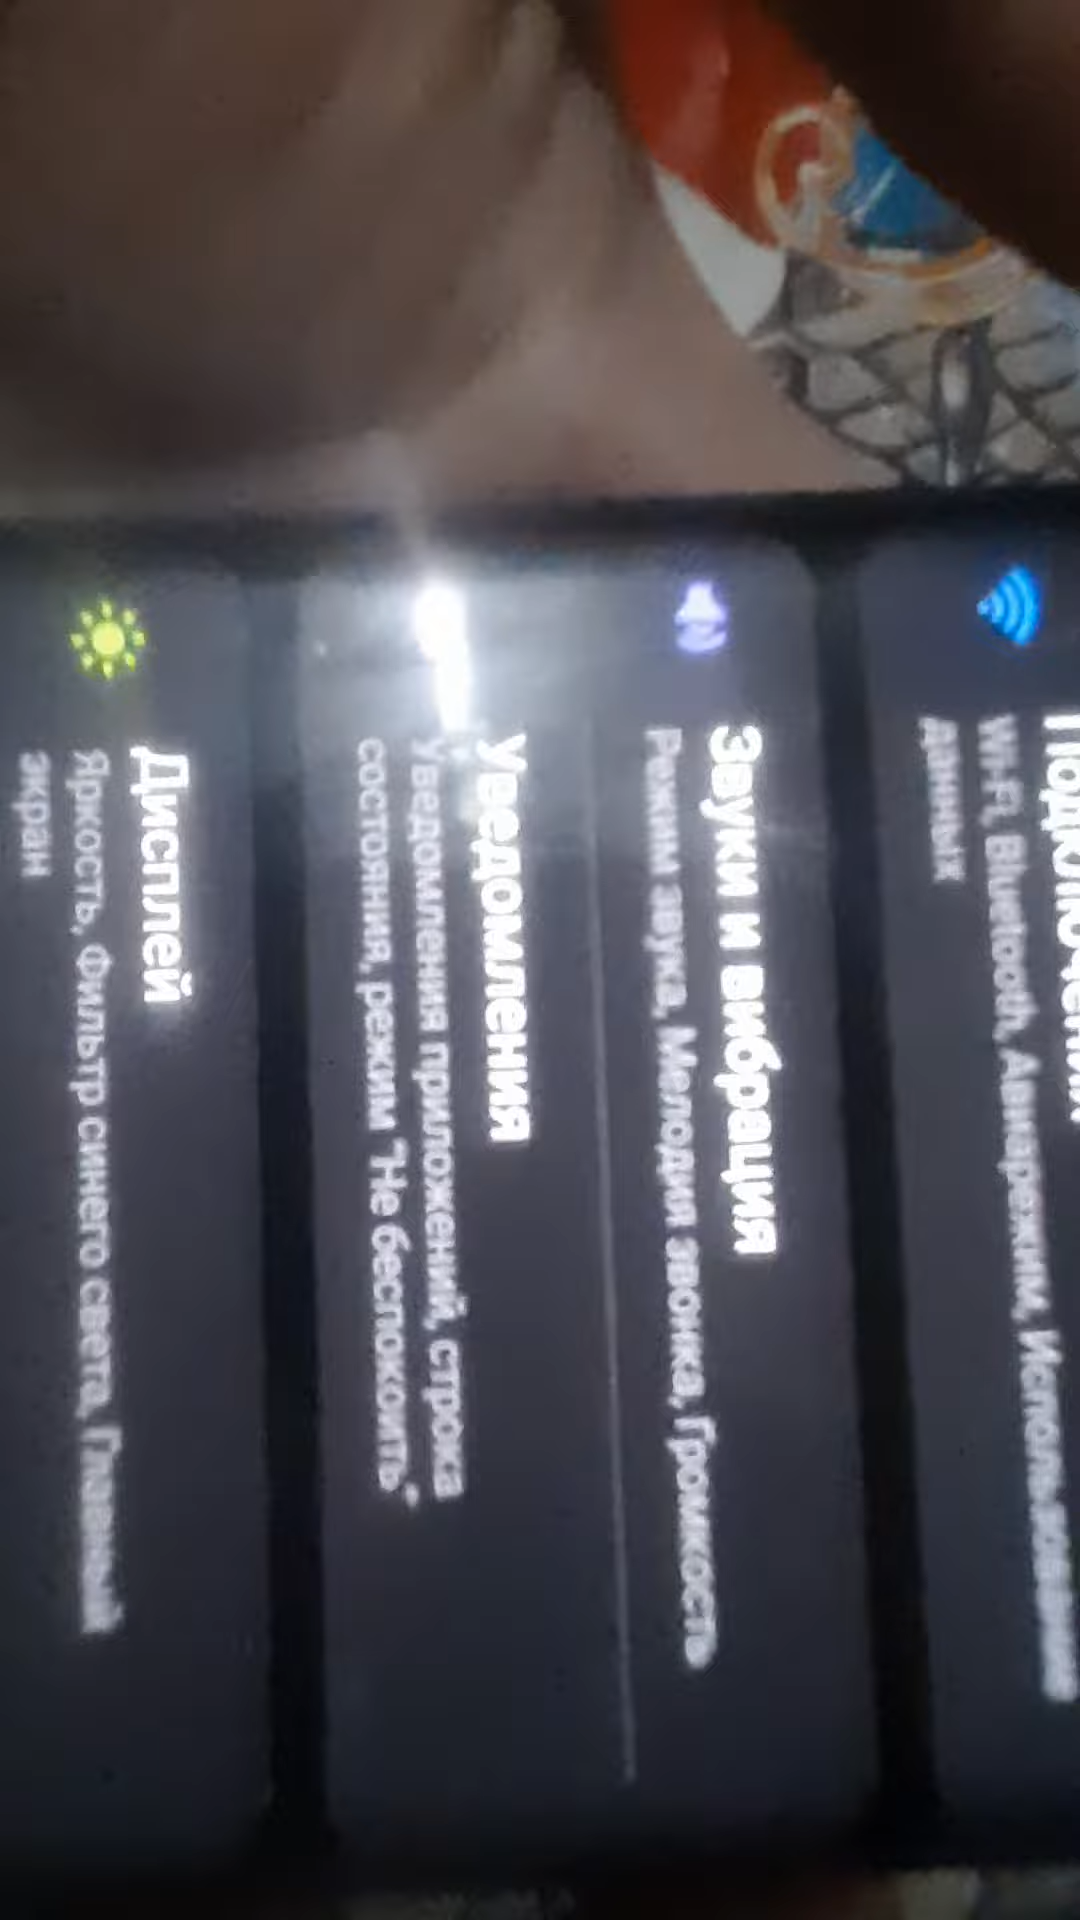 Подключения
Wi-Fi, Bluetooth, Авиарежим, Использование
данных
Звуки и вибрация
Режим звука, Мелодия звонка, Громкость
Уведомления
Уведомления приложений, строка
состояния, режим "Не беспокоить".
Дисплей
Яркость, Фильтр синего света, Главный
экран